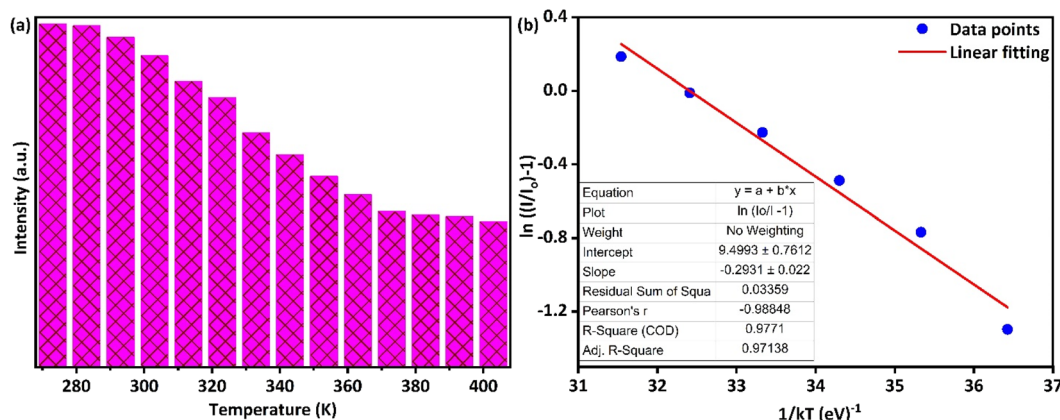 (a)
Intensity (a.u.)
280 300 320 340 360 380 400
Temperature (K)
(b)
Data points
Linear fitting
ln ((I/Iₒ)-1)
0.4
0.0
-0.4
-0.8
-1.2
Equation y = a + b*x
Plot ln (Io/I -1)
Weight No Weighting
Intercept 9.4993 ± 0.7612
Slope -0.2931 ± 0.022
Residual Sum of Squa 0.03359
Pearson's r -0.98848
R-Square (COD) 0.9771
Adj. R-Square 0.97138
31 32 33 34 35 36 37
1/kT (eV)⁻¹